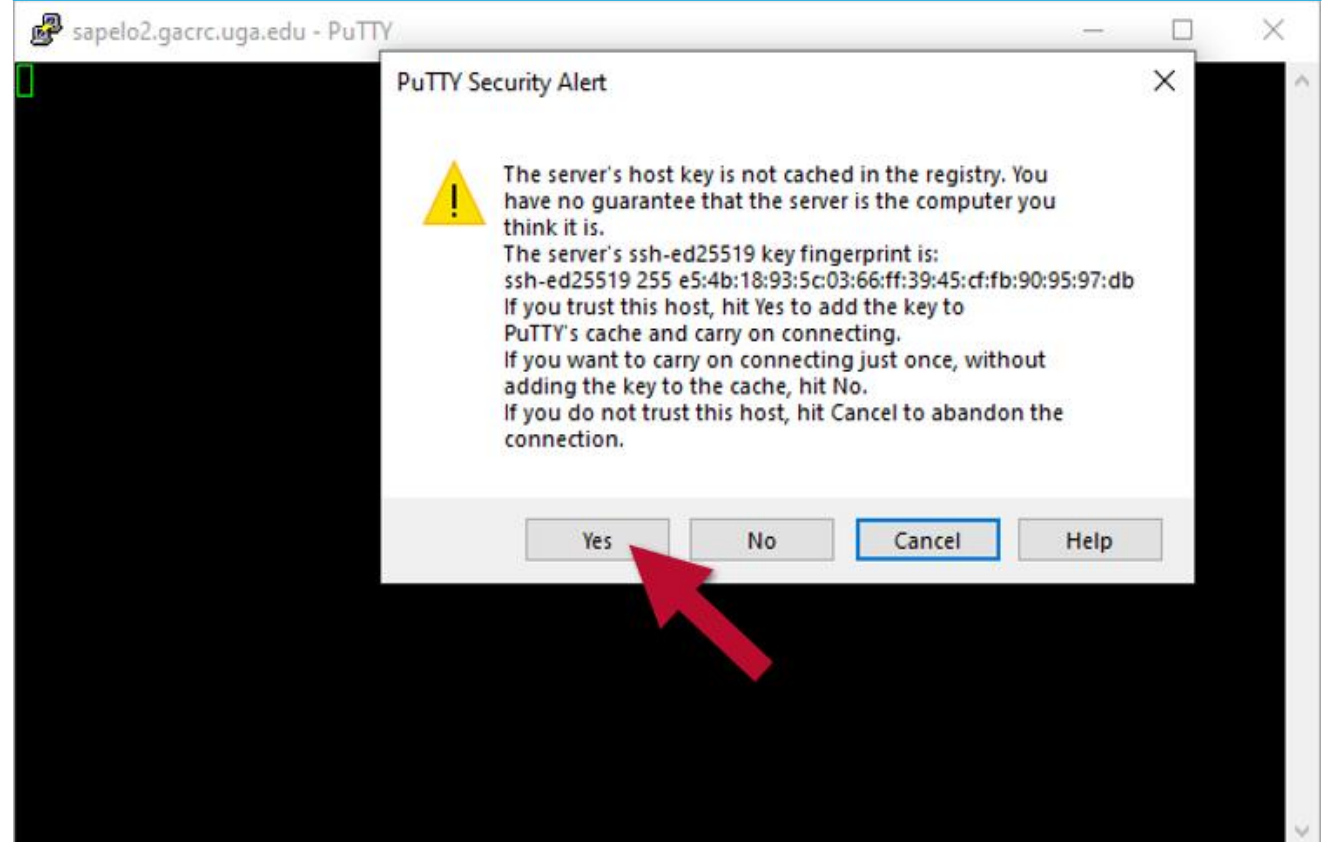 sapelo2.gacrc.uga.edu - PuTTY
PuTTY Security Alert
The server's host key is not cached in the registry. You
have no guarantee that the server is the computer you
think it is.
The server's ssh-ed25519 key fingerprint is:
ssh-ed25519 255 e5:4b:18:93:5c:03:66:ff:39:45:cf:fb:90:95:97:db
If you trust this host, hit Yes to add the key to
PuTTY's cache and carry on connecting.
If you want to carry on connecting just once, without
adding the key to the cache, hit No.
If you do not trust this host, hit Cancel to abandon the
connection.
Yes No Cancel Help